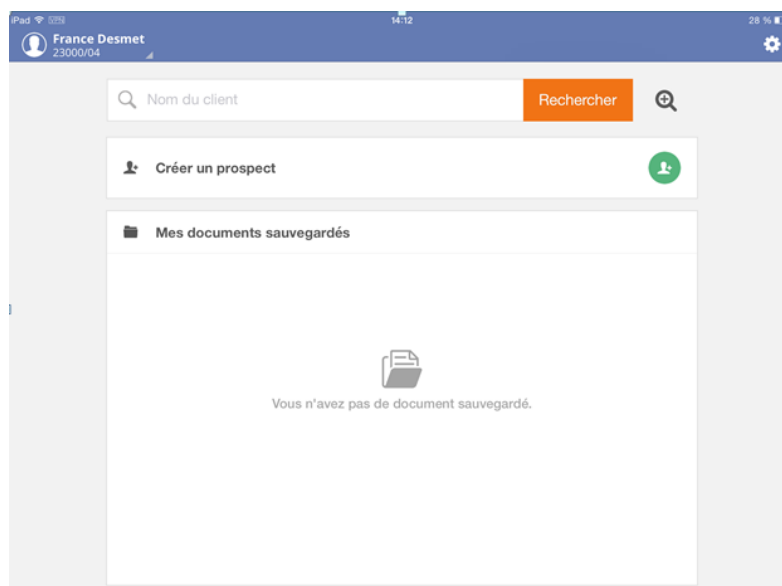 iPad VPN 14:12 28 %
France Desmet
23000/04
Nom du client Rechercher
Créer un prospect
Mes documents sauvegardés
Vous n'avez pas de document sauvegardé.